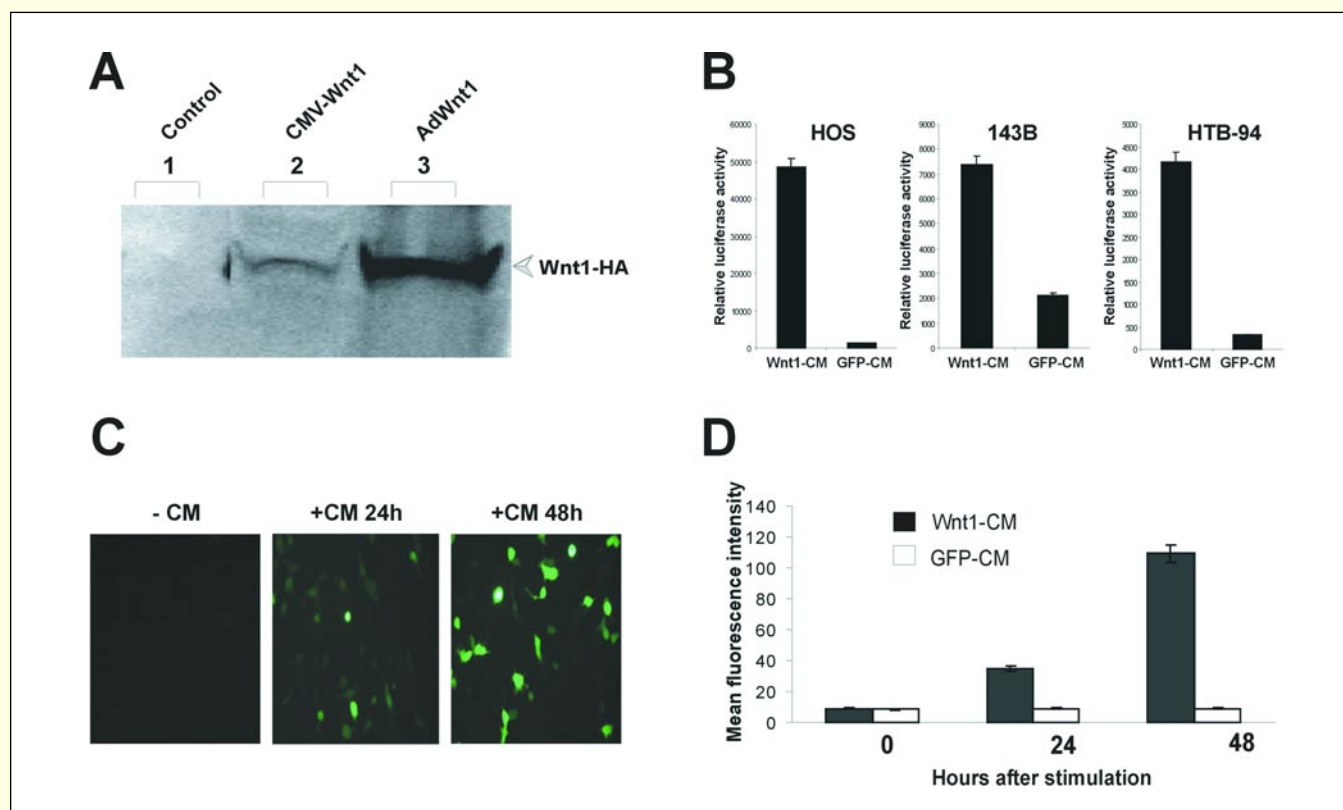 A
Control
CMV-Wnt1
AdWnt1
1
2
3
Wnt1-HA
B
HOS
Relative luciferase activity
60000
50000
40000
30000
20000
10000
0
Wnt1-CM
GFP-CM
143B
Relative luciferase activity
9000
8000
7000
6000
5000
4000
3000
2000
1000
0
Wnt1-CM
GFP-CM
HTB-94
Relative luciferase activity
5000
4500
4000
3500
3000
2500
2000
1500
1000
500
0
Wnt1-CM
GFP-CM
C
- CM
+CM 24h
+CM 48h
D
Mean fluorescence intensity
140
120
100
80
60
40
20
0
Wnt1-CM
GFP-CM
0
24
48
Hours after stimulation